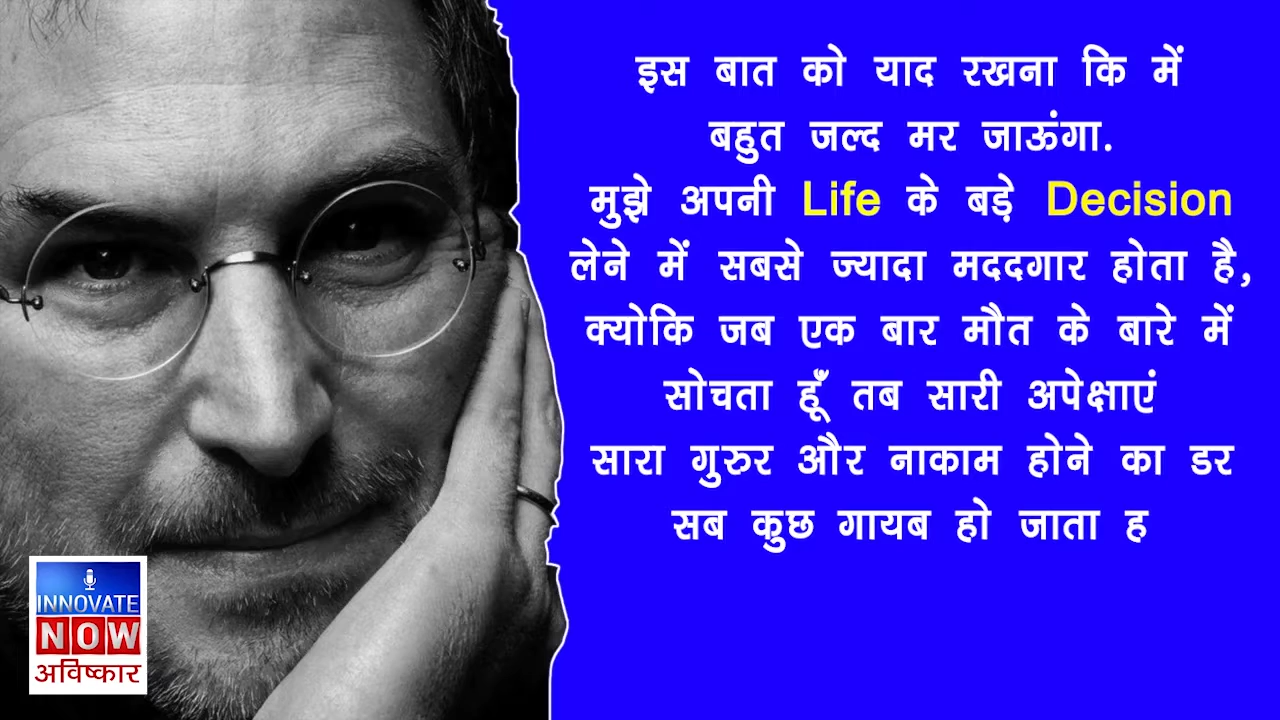 इस बात को याद रखना कि में
बहुत जल्द मर जाऊंगा.
मुझे अपनी Life के बड़े Decision
लेने में सबसे ज्यादा मददगार होता है,
क्योकि जब एक बार मौत के बारे में
सोचता हूँ तब सारी अपेक्षाएं
सारा गुरुर और नाकाम होने का डर
सब कुछ गायब हो जाता ह
INNOVATE
NOW
अविष्कार